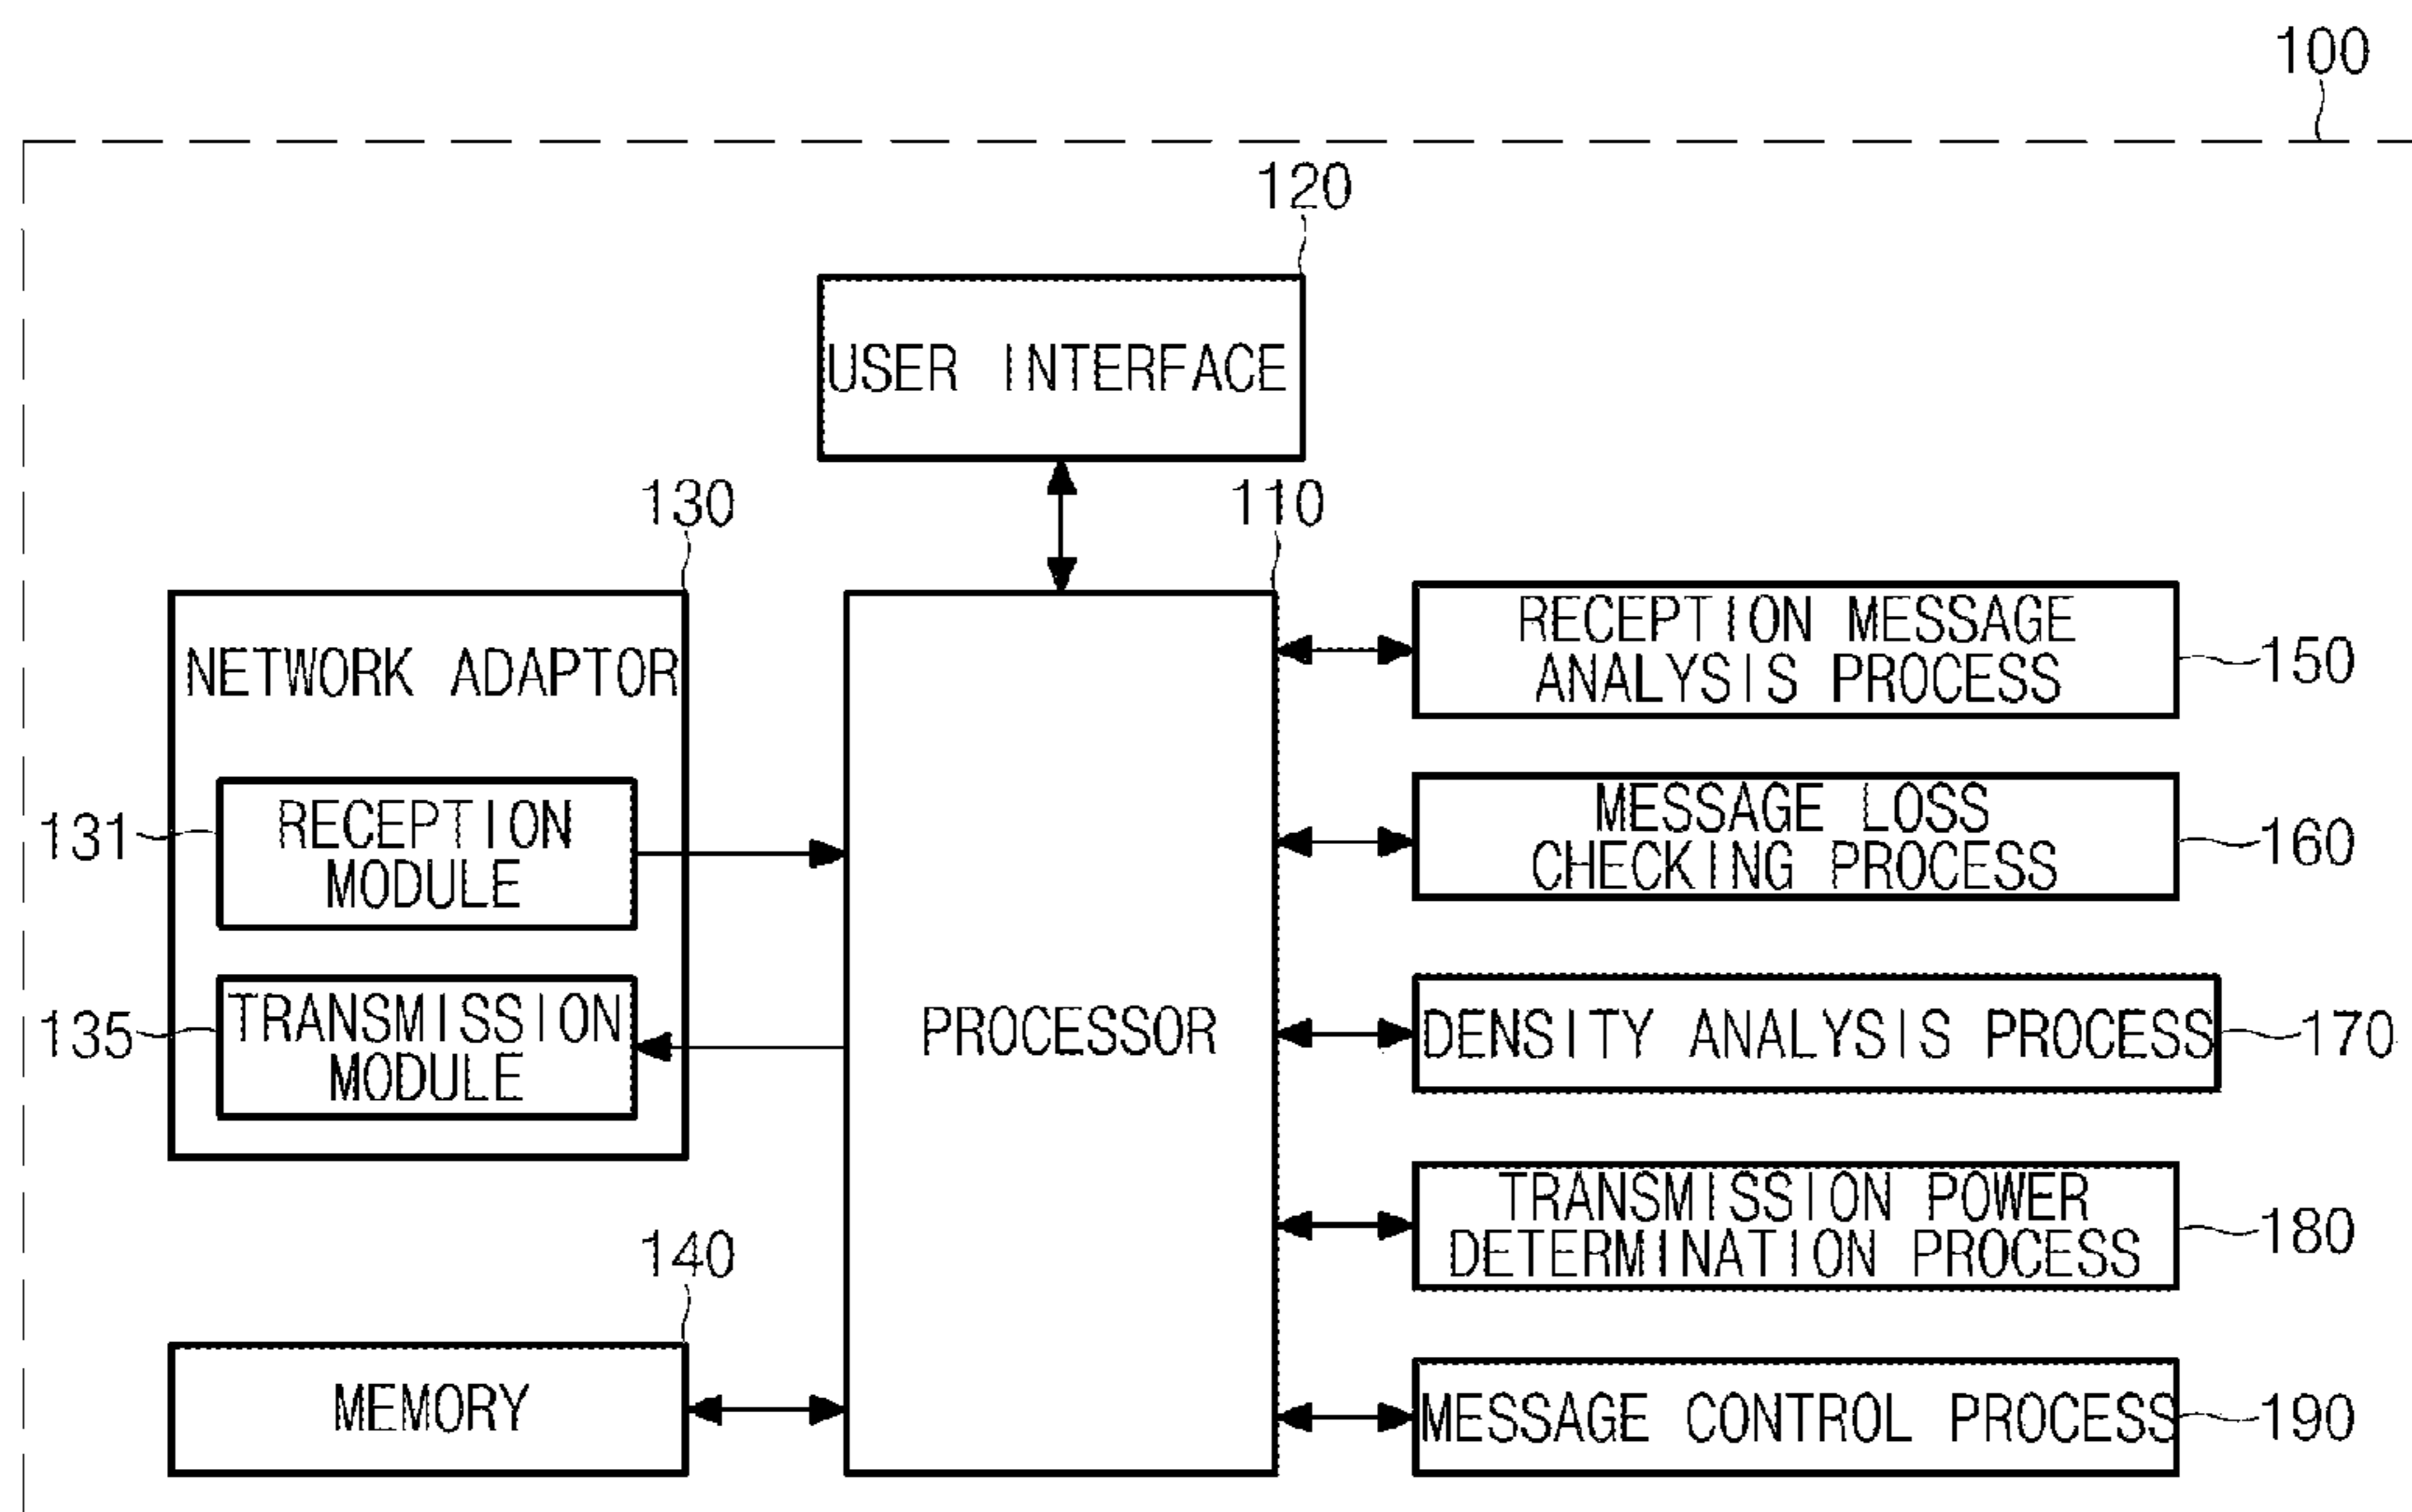 100
120
USER INTERFACE
130
110
NETWORK ADAPTOR
RECEPTION MESSAGE
ANALYSIS PROCESS
150
131
RECEPTION
MODULE
MESSAGE LOSS
CHECKING PROCESS
160
135
TRANSMISSION
MODULE
PROCESSOR
DENSITY ANALYSIS PROCESS
170
TRANSMISSION POWER
DETERMINATION PROCESS
180
140
MEMORY
MESSAGE CONTROL PROCESS
190